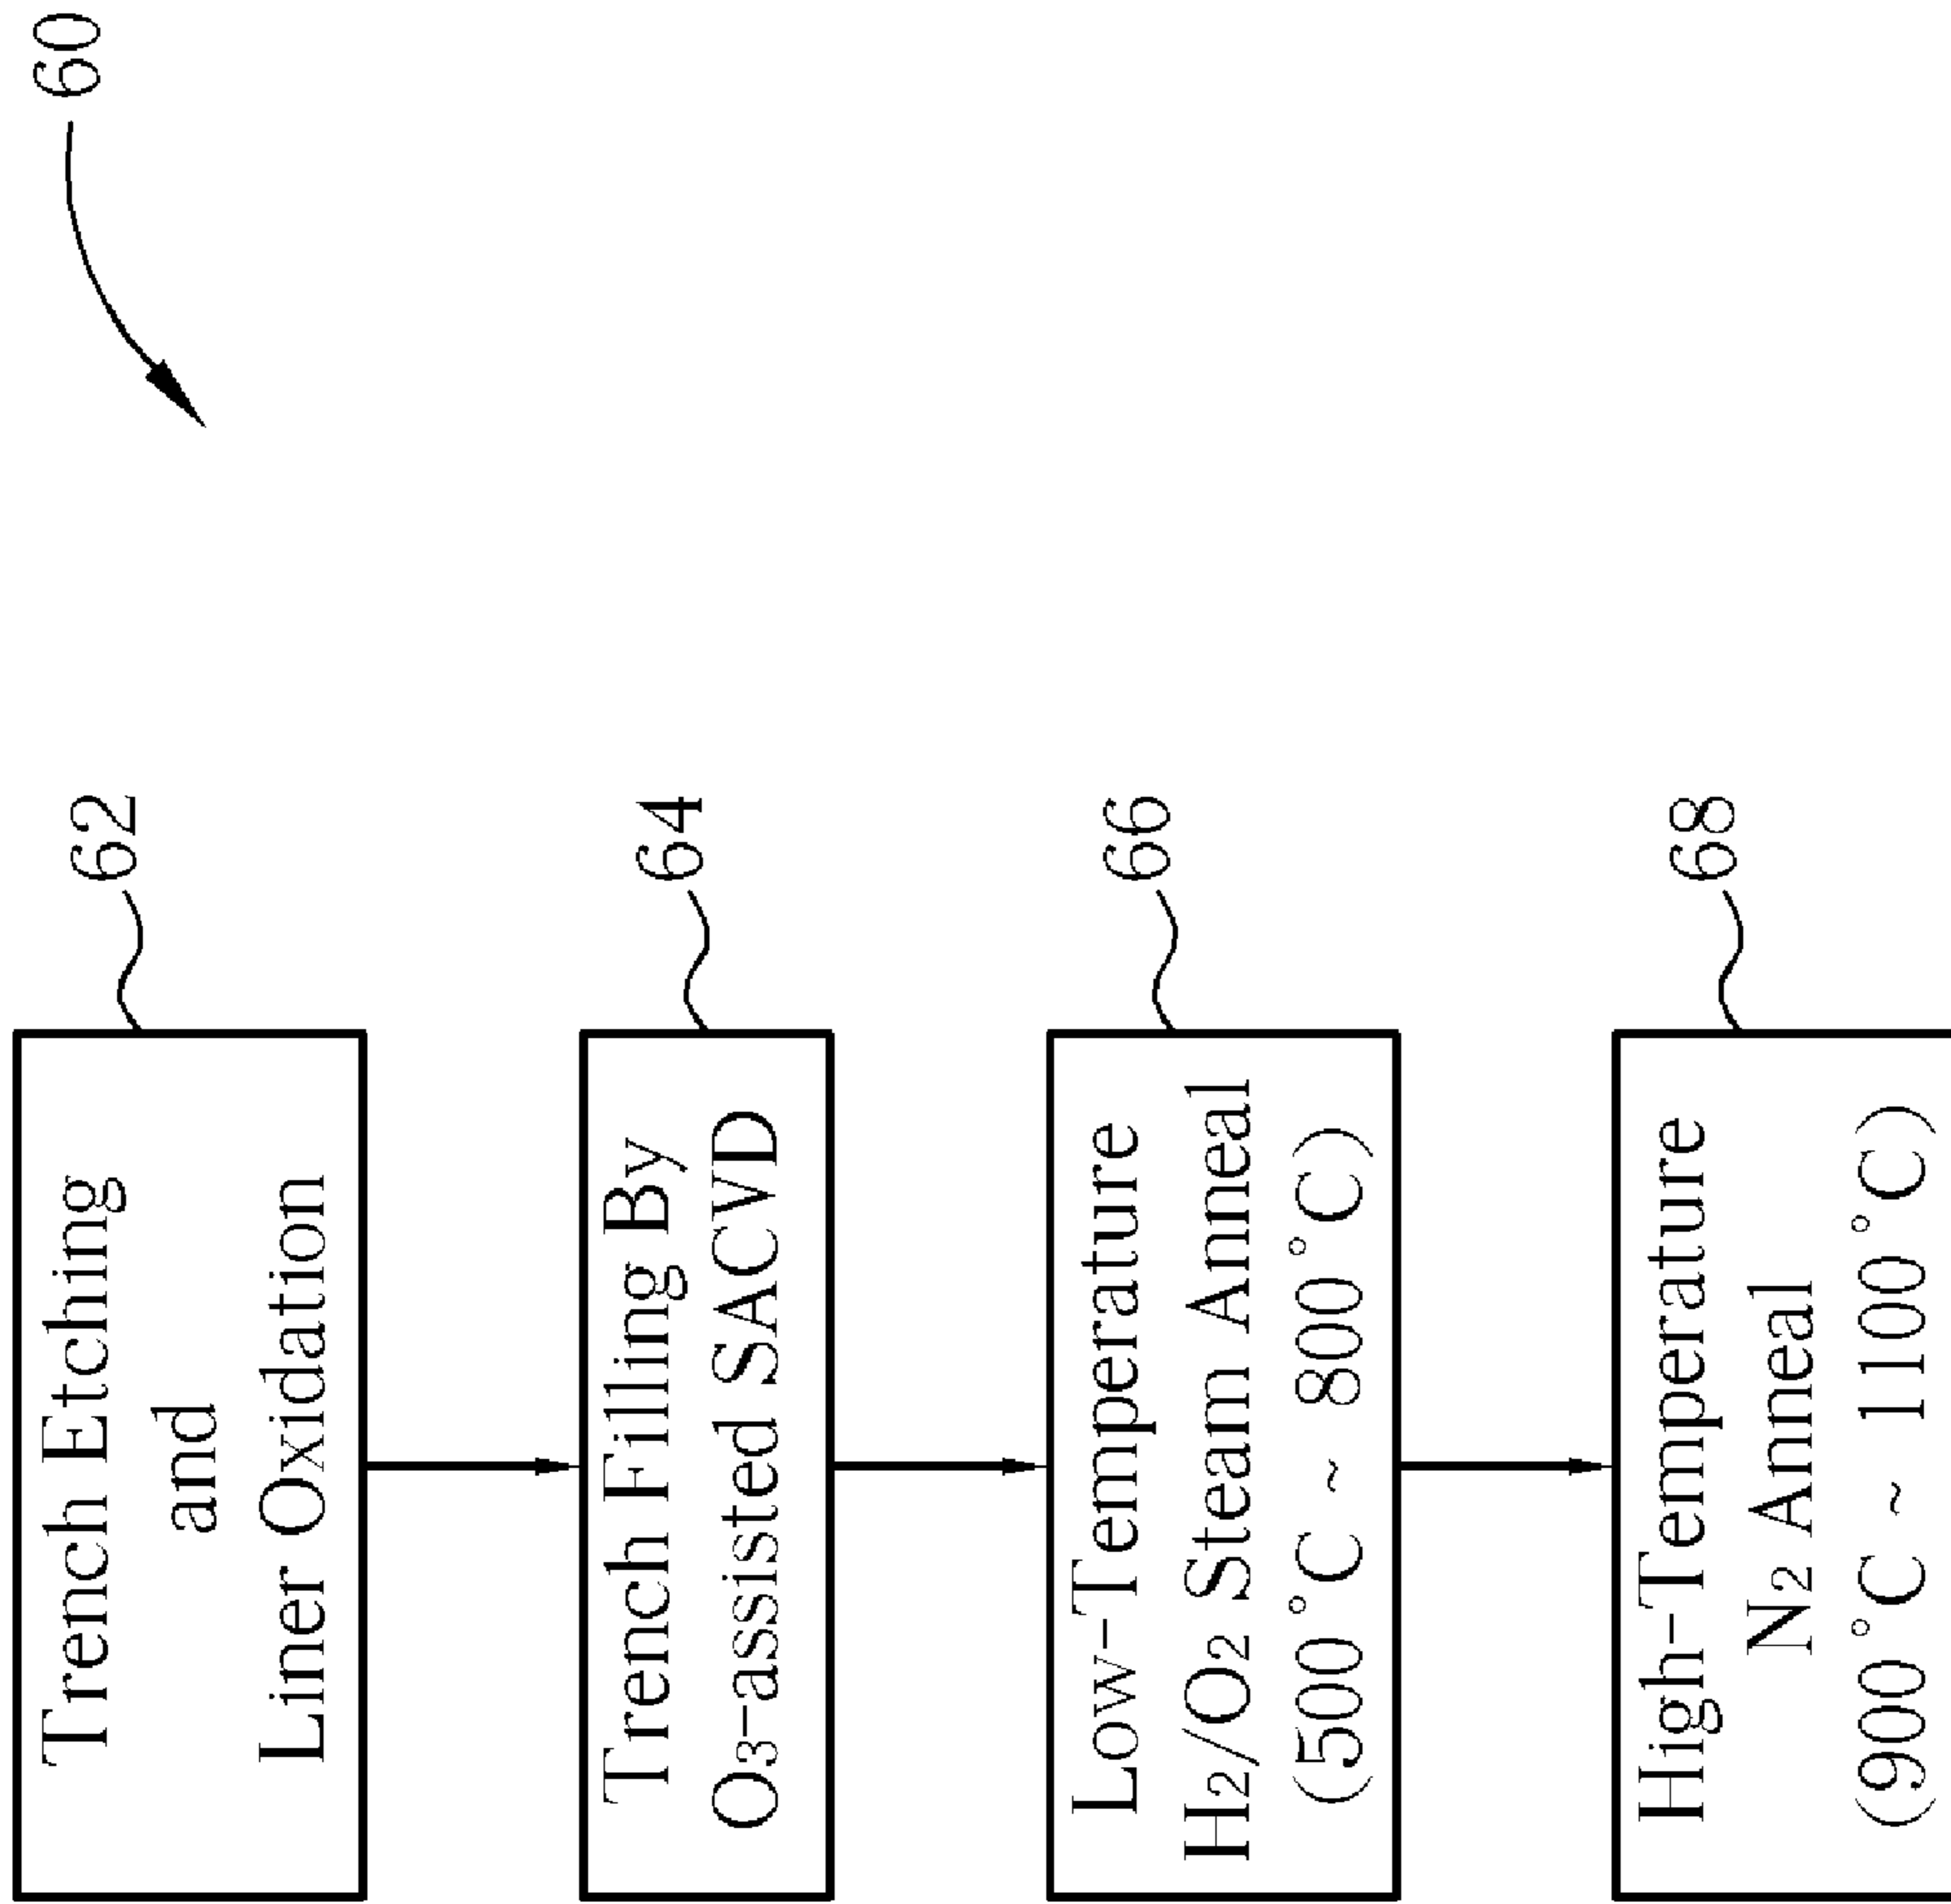 60
Trench Etching
and
Liner Oxidation
62
Trench Filling By
O₃-assisted SACVD
64
Low-Temperature
H₂/O₂ Steam Anneal
(500°C ~ 800°C)
66
High-Temperature
N₂ Anneal
(900°C ~ 1100°C)
68